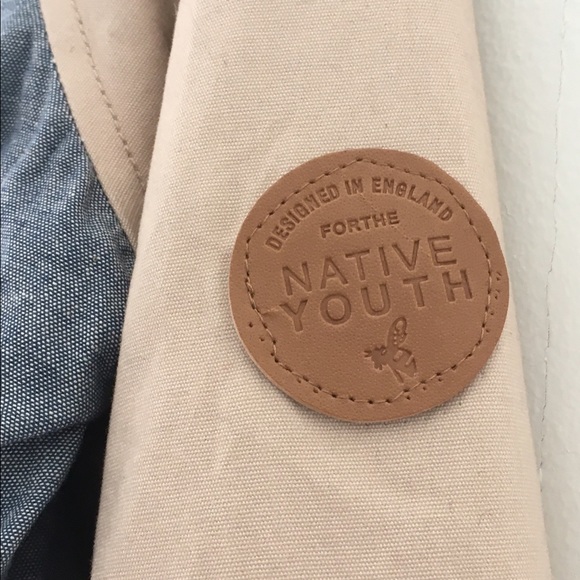 DESIGNED IN ENGLAND
FORTHE
NATIVE
YOUTH